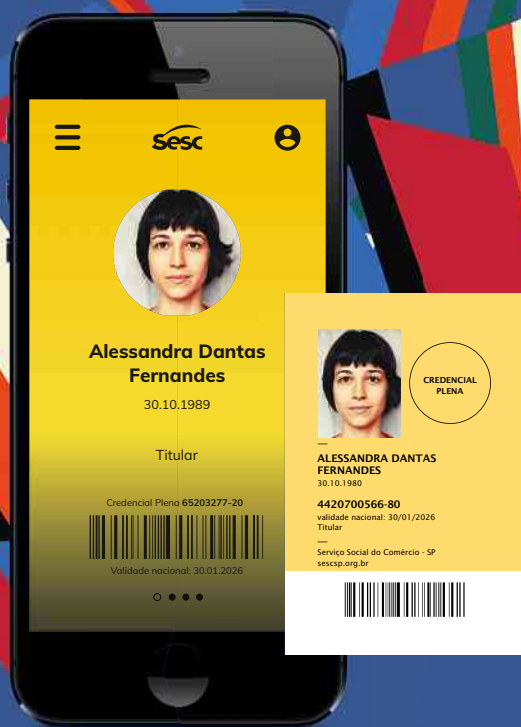 Sesc
Alessandra Dantas
Fernandes
30.10.1989
Titular
Credencial Plena 65203277-20
Validade nacional: 30.01.2026
CREDENCIAL
PLENA
ALESSANDRA DANTAS
FERNANDES
30.10.1980
4420700566-80
validade nacional: 30/01/2026
Titular
Serviço Social do Comércio - SP
sescsp.org.br